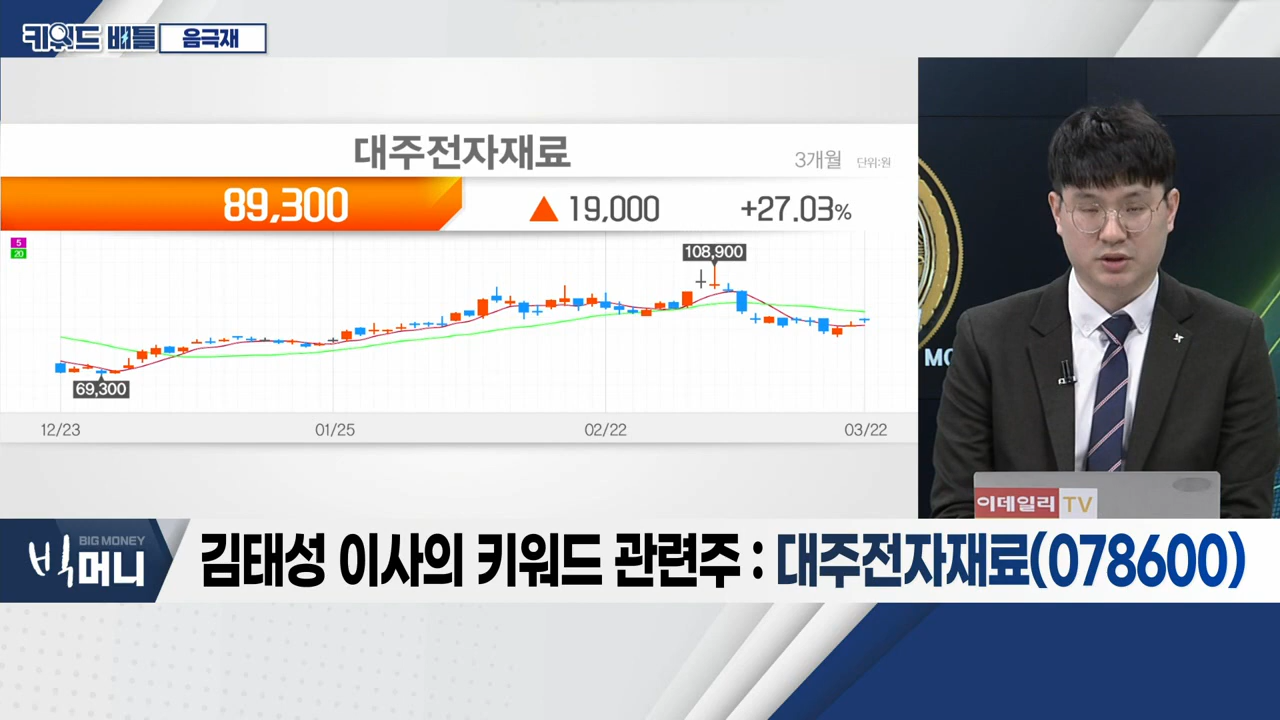 키워드 배틀 음극재
대주전자재료
3개월 단위:원
89,300 ▲ 19,000 +27.03%
5
20
108,900
69,300
12/23 01/25 02/22 03/22
MO
이데일리 TV
BIG MONEY
빅머니
김태성 이사의 키워드 관련주 : 대주전자재료(078600)